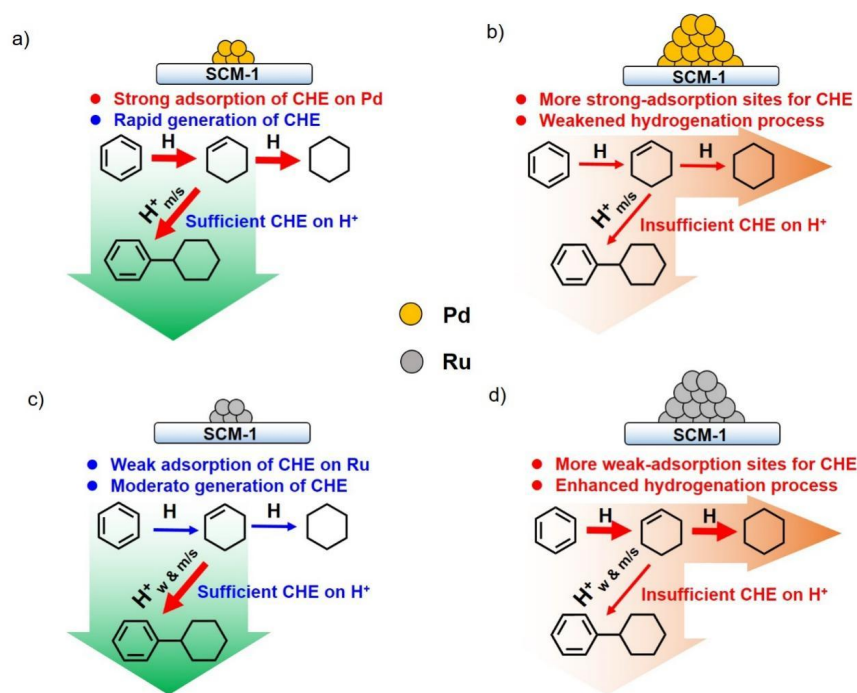 a)
SCM-1
● Strong adsorption of CHE on Pd
● Rapid generation of CHE
H H
H+ m/s
Sufficient CHE on H+
b)
SCM-1
● More strong-adsorption sites for CHE
● Weakened hydrogenation process
H H
H+ m/s
Insufficient CHE on H+
Pd
Ru
c)
SCM-1
● Weak adsorption of CHE on Ru
● Moderato generation of CHE
H H
H+ w & m/s
Sufficient CHE on H+
d)
SCM-1
● More weak-adsorption sites for CHE
● Enhanced hydrogenation process
H H
H+ w & m/s
Insufficient CHE on H+